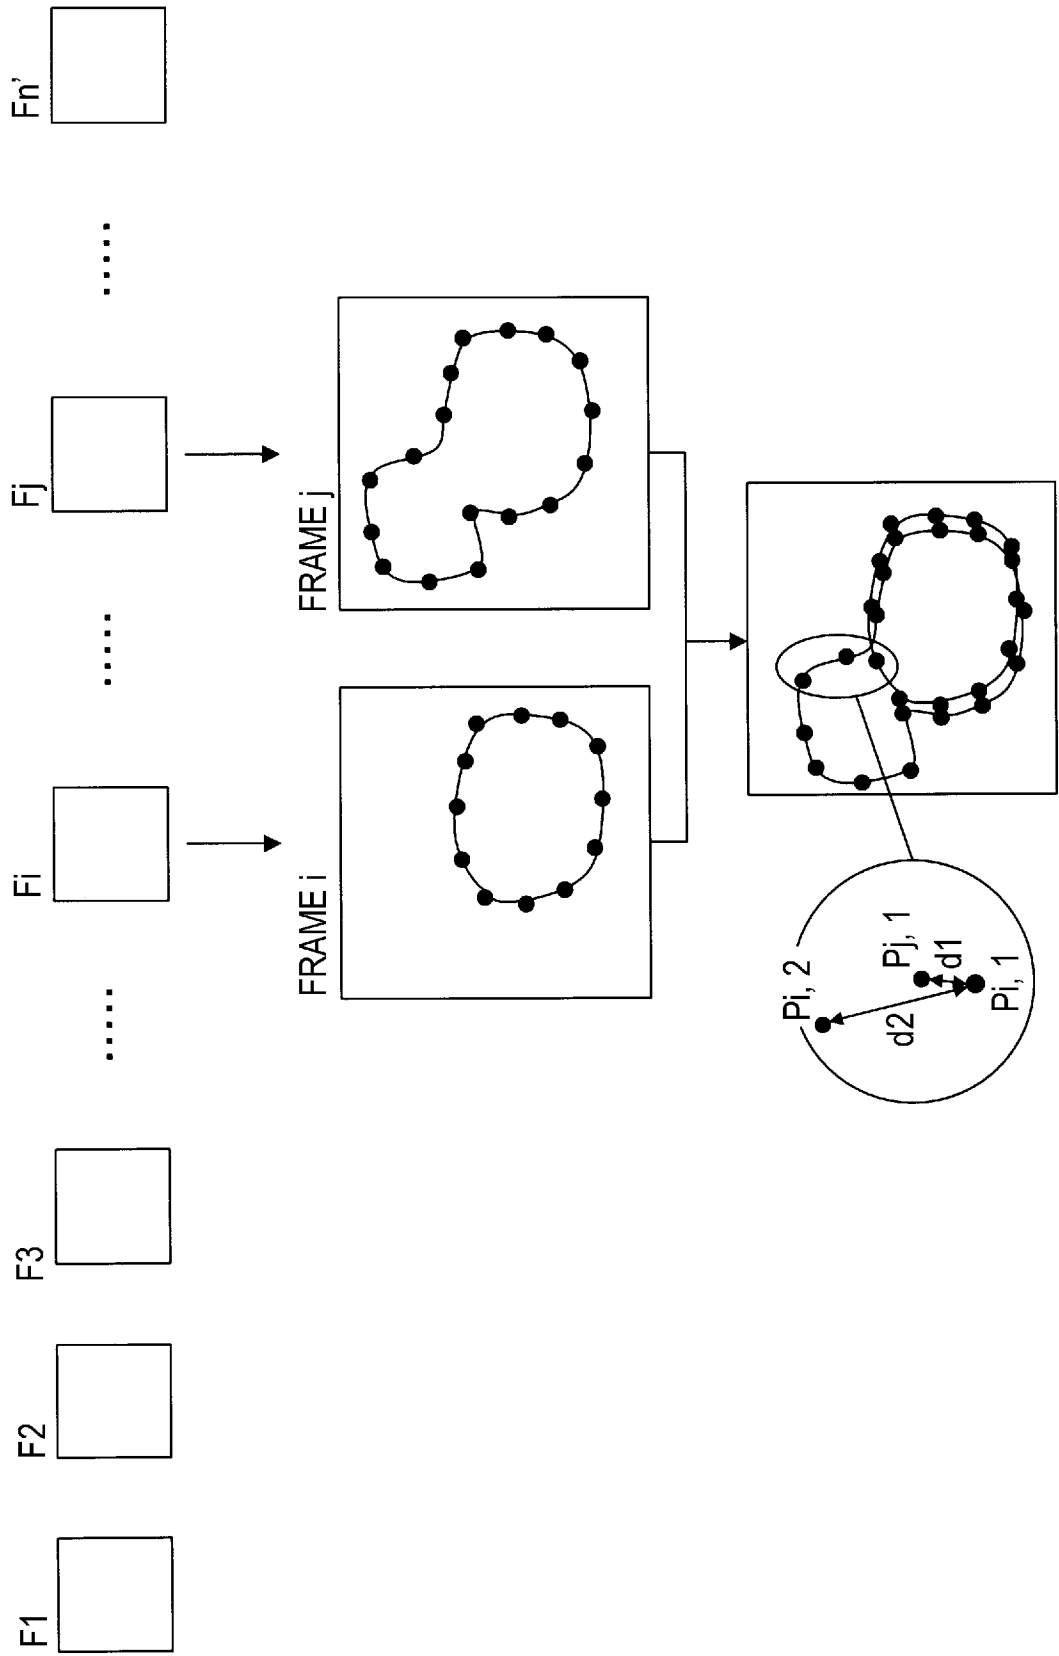 F1
F2
F3
.....
Fi
.....
Fj
.....
Fn’
FRAME i
FRAME j
Pi, 2
Pj, 1
d2
d1
Pi, 1